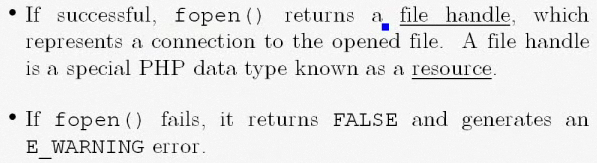 • If successful, fopen() returns a file handle, which
represents a connection to the opened file. A file handle
is a special PHP data type known as a resource.
• If fopen() fails, it returns FALSE and generates an
E_WARNING error.